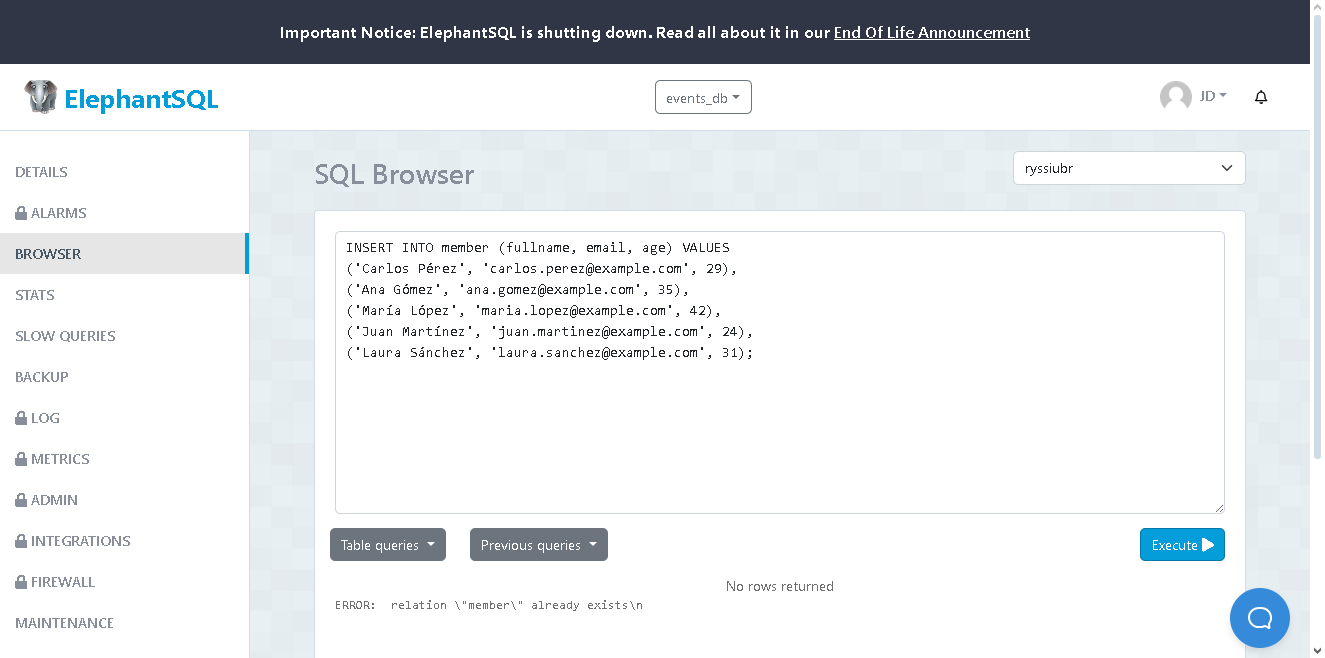 Important Notice: ElephantSQL is shutting down. Read all about it in our End Of Life Announcement
ElephantSQL
events_db
JD
DETAILS
ALARMS
BROWSER
STATS
SLOW QUERIES
BACKUP
LOG
METRICS
ADMIN
INTEGRATIONS
FIREWALL
MAINTENANCE
SQL Browser
ryssiubr
INSERT INTO member (fullname, email, age) VALUES
('Carlos Pérez', 'carlos.perez@example.com', 29),
('Ana Gómez', 'ana.gomez@example.com', 35),
('María López', 'maria.lopez@example.com', 42),
('Juan Martínez', 'juan.martinez@example.com', 24),
('Laura Sánchez', 'laura.sanchez@example.com', 31);
Table queries
Previous queries
Execute
No rows returned
ERROR:  relation \"member\" already exists\n